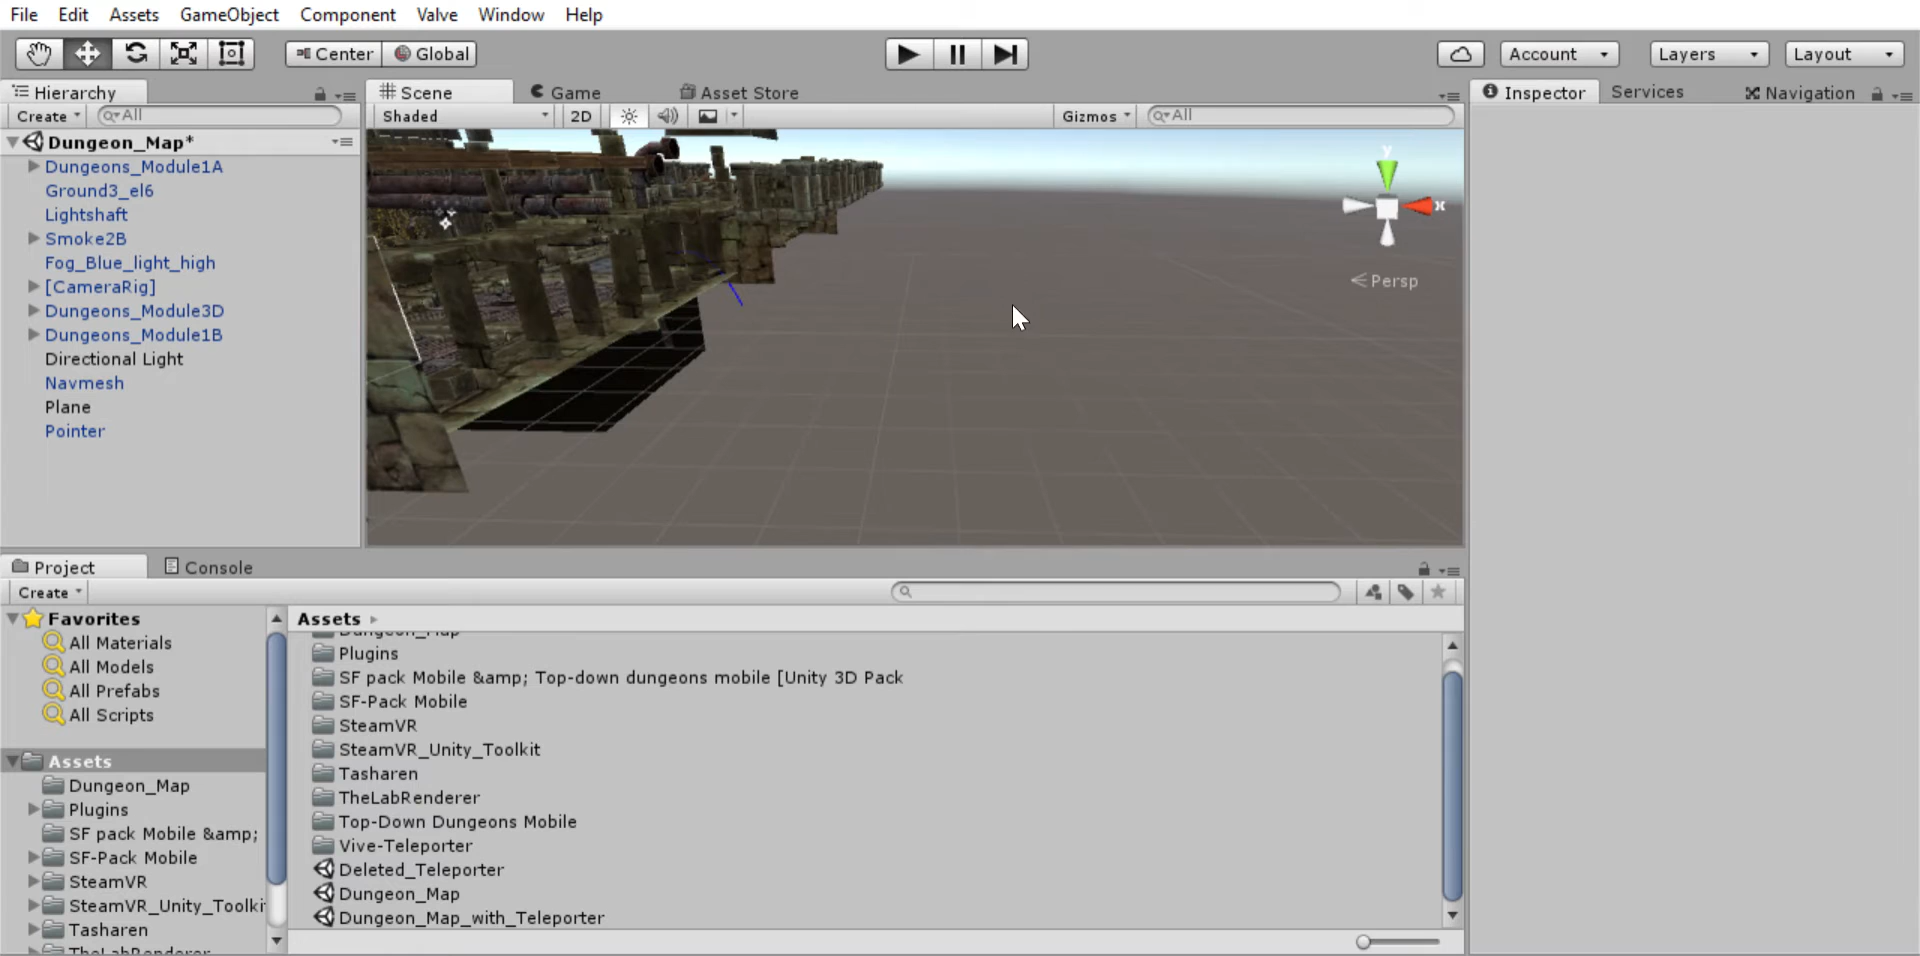 File Edit Assets GameObject Component Valve Window Help
Center Global Account Layers Layout
Hierarchy
Create All
Dungeon_Map*
Dungeons_Module1A
Ground3_el6
Lightshaft
Smoke2B
Fog_Blue_light_high
[CameraRig]
Dungeons_Module3D
Dungeons_Module1B
Directional Light
Navmesh
Plane
Pointer
Scene Game Asset Store
Shaded 2D Gizmos All
y
x
Persp
Inspector Services Navigation
Project Console
Create
Favorites
All Materials
All Models
All Prefabs
All Scripts
Assets
Dungeon_Map
Plugins
SF pack Mobile &amp;
SF-Pack Mobile
SteamVR
SteamVR_Unity_Toolki
Tasharen
TheLabRenderer
Assets
Dungeon_Map
Plugins
SF pack Mobile &amp; Top-down dungeons mobile [Unity 3D Pack
SF-Pack Mobile
SteamVR
SteamVR_Unity_Toolkit
Tasharen
TheLabRenderer
Top-Down Dungeons Mobile
Vive-Teleporter
Deleted_Teleporter
Dungeon_Map
Dungeon_Map_with_Teleporter